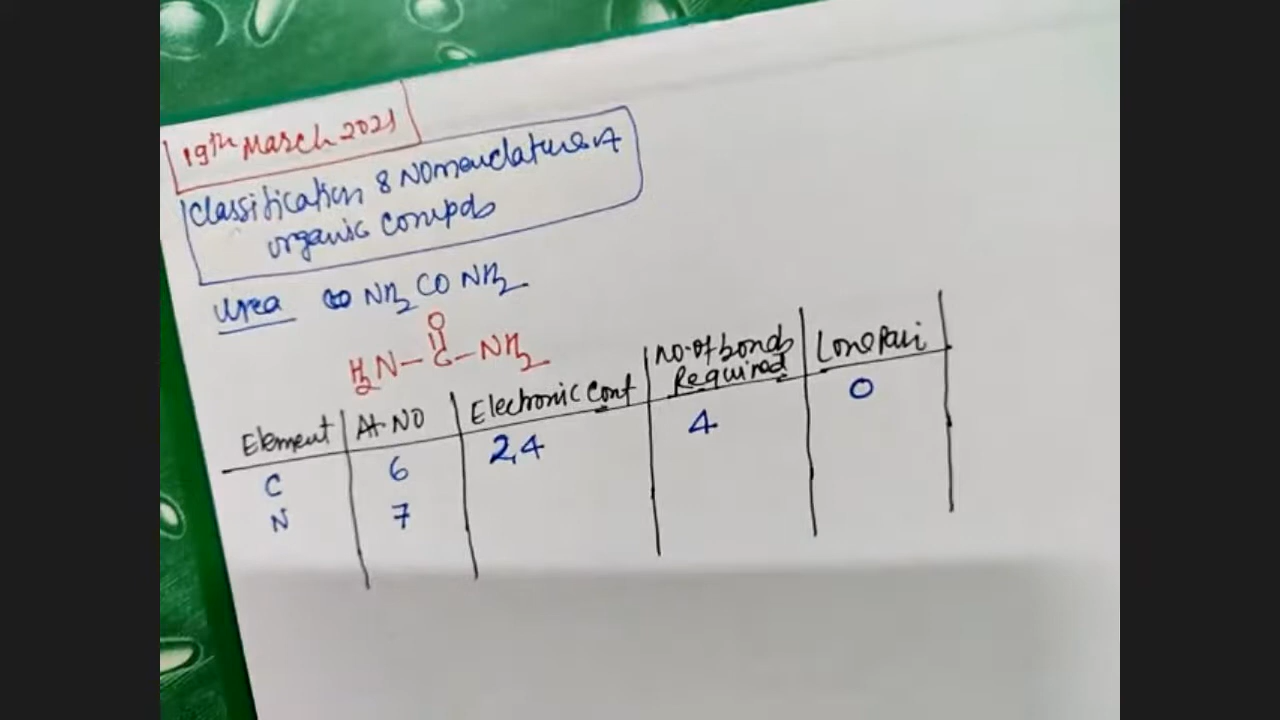 19th March 2021
Classification & Nomenclature of
organic compds
Urea CO NH2 CO NH2
O
H2N-C-NH2
Element At. NO Electronic Conf No. of bonds Required Lone Pair
C 6 2,4 4 0
N 7